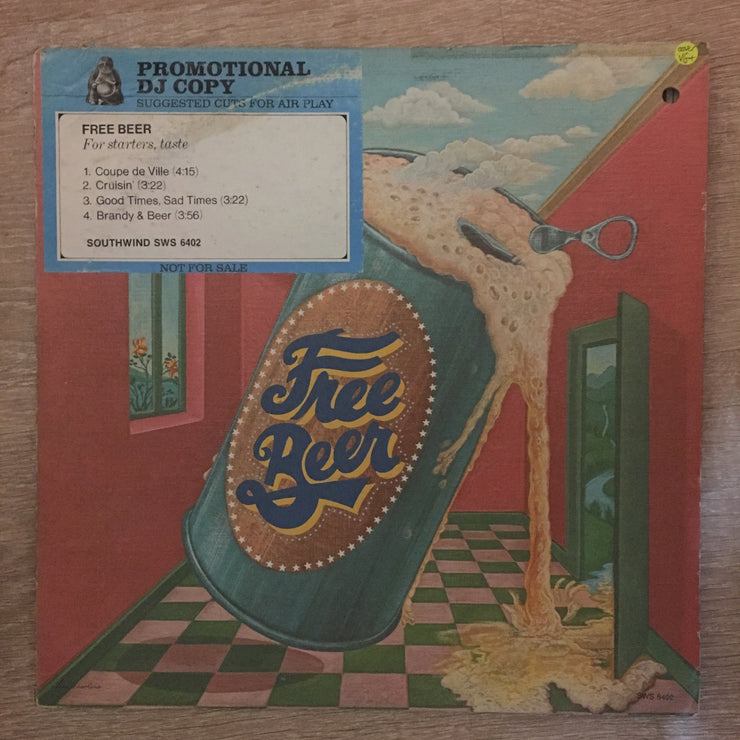 PROMOTIONAL
DJ COPY
SUGGESTED CUTS FOR AIR PLAY
FREE BEER
For starters, taste
1. Coupe de Ville (4:15)
2. Cruisin' (3:22)
3. Good Times, Sad Times (3:22)
4. Brandy & Beer (3:56)
SOUTHWIND SWS 6402
NOT FOR SALE
Free
Beer
SWS 6402